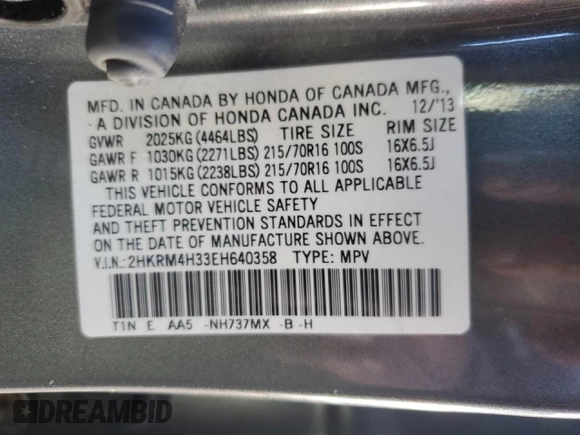 MFD. IN CANADA BY HONDA OF CANADA MFG.,
A DIVISION OF HONDA CANADA INC. 12/'13
GVWR 2025KG(4464LBS) TIRE SIZE RIM SIZE
GAWR F 1030KG(2271LBS) 215/70R16 100S 16X6.5J
GAWR R 1015KG(2238LBS) 215/70R16 100S 16X6.5J
THIS VEHICLE CONFORMS TO ALL APPLICABLE
FEDERAL MOTOR VEHICLE SAFETY
AND THEFT PREVENTION STANDARDS IN EFFECT
ON THE DATE OF MANUFACTURE SHOWN ABOVE.
V.I.N.:2HKRM4H33EH640358 TYPE: MPV
T1N E AA5 -NH737MX -B -H
DREAMBID